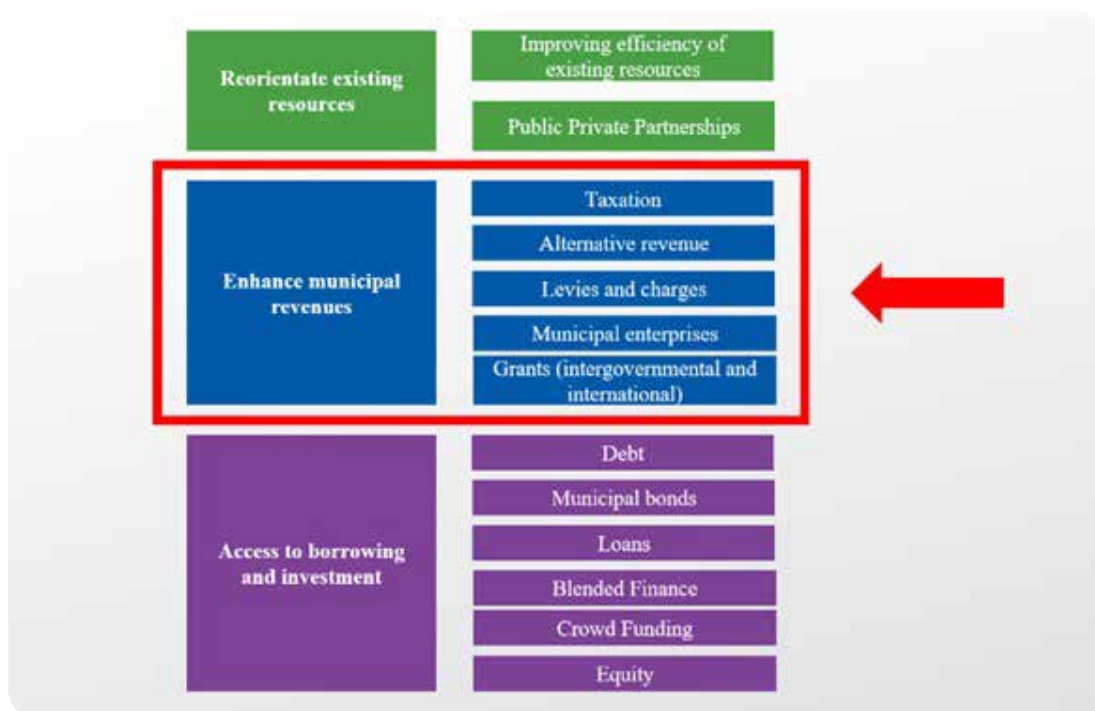 Reorientate existing
resources
Improving efficiency of
existing resources
Public Private Partnerships
Enhance municipal
revenues
Taxation
Alternative revenue
Levies and charges
Municipal enterprises
Grants (intergovernmental and
international)
Access to borrowing
and investment
Debt
Municipal bonds
Loans
Blended Finance
Crowd Funding
Equity